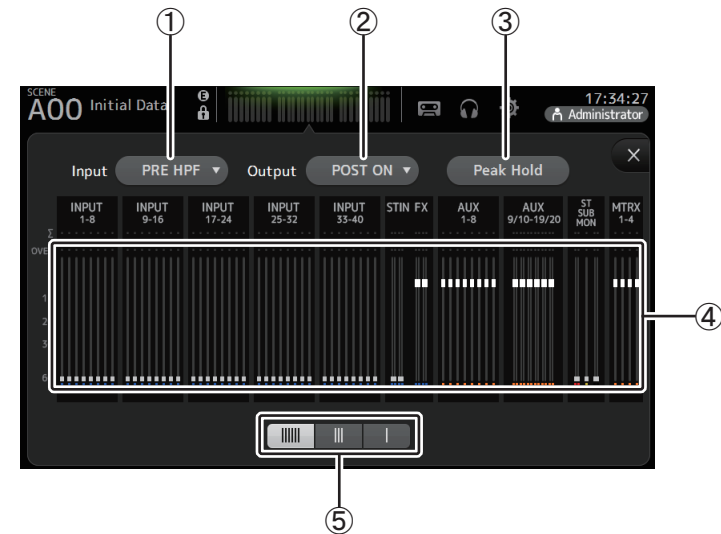 ① ② ③
SCENE
A00 Initial Data E 17:34:27
Administrator
Input PRE HPF ▼ Output POST ON ▼ Peak Hold ×
INPUT 1-8 INPUT 9-16 INPUT 17-24 INPUT 25-32 INPUT 33-40 STIN FX AUX 1-8 AUX 9/10-19/20 ST SUB MON MTRX 1-4
Σ
OVE
1
2
3
6
④
⑤